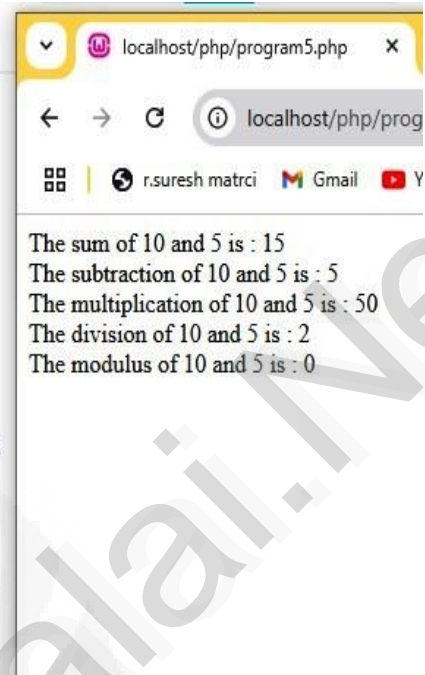 localhost/php/program5.php
localhost/php/prog
r.suresh matrci Gmail Y
The sum of 10 and 5 is : 15
The subtraction of 10 and 5 is : 5
The multiplication of 10 and 5 is : 50
The division of 10 and 5 is : 2
The modulus of 10 and 5 is : 0
alai.Ne